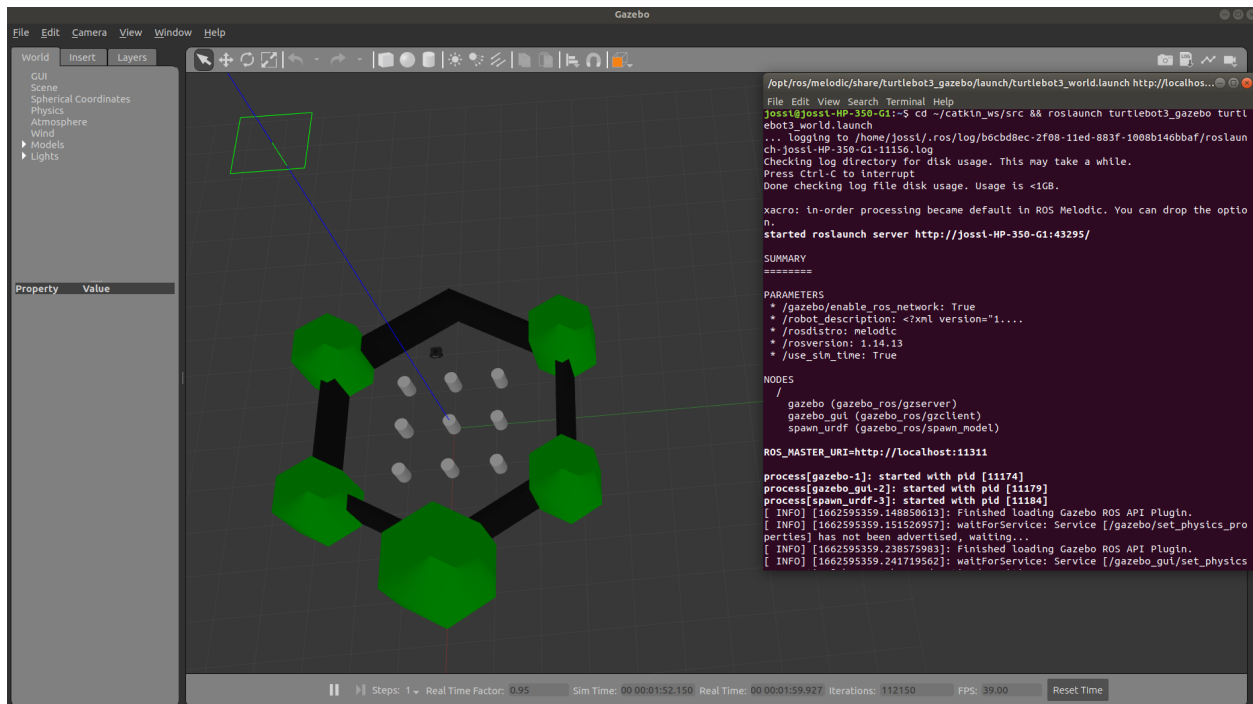 Gazebo
File Edit Camera View Window Help
World Insert Layers
GUI
Scene
Spherical Coordinates
Physics
Atmosphere
Wind
Models
Lights
Property Value
/opt/ros/melodic/share/turtlebot3_gazebo/launch/turtlebot3_world.launch http://localhos...
File Edit View Search Terminal Help
jossi@jossi-HP-350-G1:~$ cd ~/catkin_ws/src && roslaunch turtlebot3_gazebo turtl
ebot3_world.launch
... logging to /home/jossi/.ros/log/b6cbd8ec-2f08-11ed-883f-1008b146bbaf/roslaun
ch-jossi-HP-350-G1-11156.log
Checking log directory for disk usage. This may take a while.
Press Ctrl-C to interrupt
Done checking log file disk usage. Usage is <1GB.
xacro: in-order processing became default in ROS Melodic. You can drop the optio
n.
started roslaunch server http://jossi-HP-350-G1:43295/
SUMMARY
========
PARAMETERS
* /gazebo/enable_ros_network: True
* /robot_description: <?xml version="1....
* /rosdistro: melodic
* /rosversion: 1.14.13
* /use_sim_time: True
NODES
/
gazebo (gazebo_ros/gzserver)
gazebo_gui (gazebo_ros/gzclient)
spawn_urdf (gazebo_ros/spawn_model)
ROS_MASTER_URI=http://localhost:11311
process[gazebo-1]: started with pid [11174]
process[gazebo_gui-2]: started with pid [11179]
process[spawn_urdf-3]: started with pid [11184]
[ INFO] [1662595359.148850613]: Finished loading Gazebo ROS API Plugin.
[ INFO] [1662595359.151526957]: waitForService: Service [/gazebo/set_physics_pro
perties] has not been advertised, waiting...
[ INFO] [1662595359.238575983]: Finished loading Gazebo ROS API Plugin.
[ INFO] [1662595359.241719562]: waitForService: Service [/gazebo_gui/set_physics
Steps: 1 Real Time Factor: 0.95 Sim Time: 00 00:01:52.150 Real Time: 00 00:01:59.927 Iterations: 112150 FPS: 39.00 Reset Time